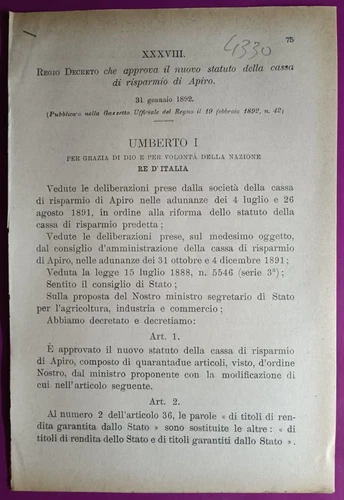 75
XXXVIII.
4330
REGIO DECRETO che approva il nuovo statuto della cassa
di risparmio di Apiro.
31 gennaio 1892.
(Pubblicato nella Gazzetta Ufficiale del Regno il 19 febbraio 1892, n. 42)
UMBERTO I
PER GRAZIA DI DIO E PER VOLONTÀ DELLA NAZIONE
RE D'ITALIA
Vedute le deliberazioni prese dalla società della cassa
di risparmio di Apiro nelle adunanze dei 4 luglio e 26
agosto 1891, in ordine alla riforma dello statuto della
cassa di risparmio predetta;
Vedute le deliberazioni prese, sul medesimo oggetto,
dal consiglio d'amministrazione della cassa di risparmio
di Apiro, nelle adunanze dei 31 ottobre e 4 dicembre 1891;
Veduta la legge 15 luglio 1888, n. 5546 (serie 3ª);
Sentito il consiglio di Stato;
Sulla proposta del Nostro ministro segretario di Stato
per l'agricoltura, industria e commercio;
Abbiamo decretato e decretiamo:
Art. 1.
È approvato il nuovo statuto della cassa di risparmio
di Apiro, composto di quarantadue articoli, visto, d'ordine
Nostro, dal ministro proponente con la modificazione di
cui nell'articolo seguente.
Art. 2.
Al numero 2 dell'articolo 36, le parole « di titoli di ren-
dita garantita dallo Stato » sono sostituite le altre: « di
titoli di rendita dello Stato e di titoli garantiti dallo Stato ».